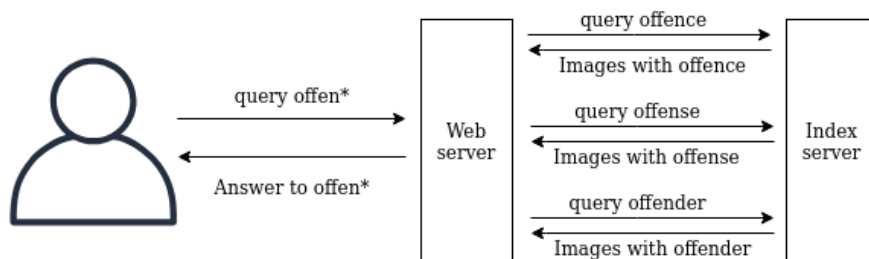 query offen*
Answer to offen*
Web
server
query offence
Images with offence
query offense
Images with offense
query offender
Images with offender
Index
server